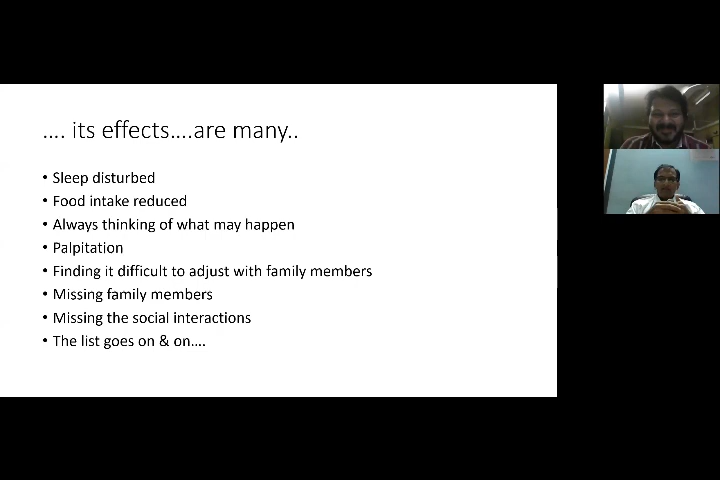 …. its effects….are many..
• Sleep disturbed
• Food intake reduced
• Always thinking of what may happen
• Palpitation
• Finding it difficult to adjust with family members
• Missing family members
• Missing the social interactions
• The list goes on & on….